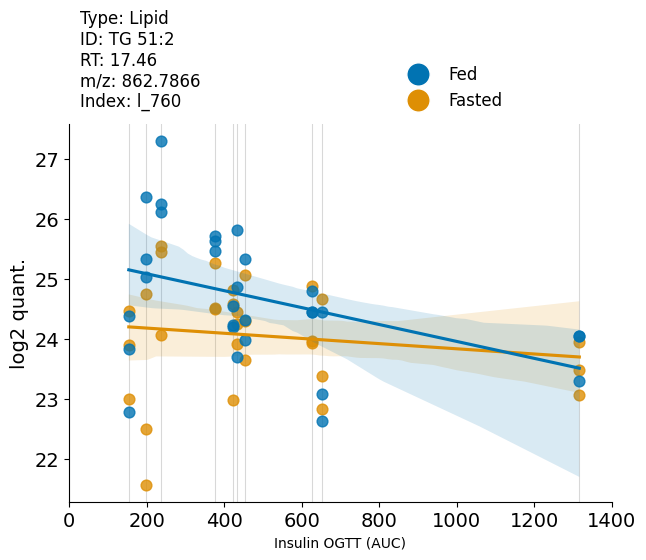 Type: Lipid
ID: TG 51:2
RT: 17.46
m/z: 862.7866
Index: l_760
Fed
Fasted
27
26
25
24
23
22
log2 quant.
0 200 400 600 800 1000 1200 1400
Insulin OGTT (AUC)